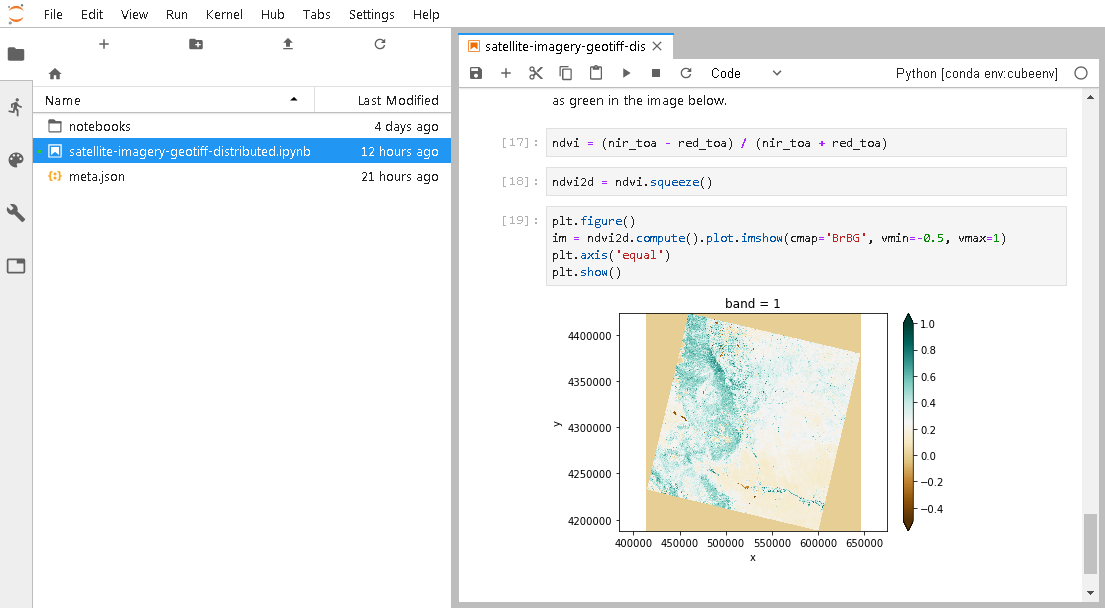 File Edit View Run Kernel Hub Tabs Settings Help
Name Last Modified
notebooks 4 days ago
satellite-imagery-geotiff-distributed.ipynb 12 hours ago
meta.json 21 hours ago
satellite-imagery-geotiff-dis
Code Python [conda env:cubeenv]
as green in the image below.
[17]: ndvi = (nir_toa - red_toa) / (nir_toa + red_toa)
[18]: ndvi2d = ndvi.squeeze()
[19]: plt.figure()
im = ndvi2d.compute().plot.imshow(cmap='BrBG', vmin=-0.5, vmax=1)
plt.axis('equal')
plt.show()
band = 1
4400000
4350000
4300000
4250000
4200000
y
400000 450000 500000 550000 600000 650000
x
1.0
0.8
0.6
0.4
0.2
0.0
−0.2
−0.4